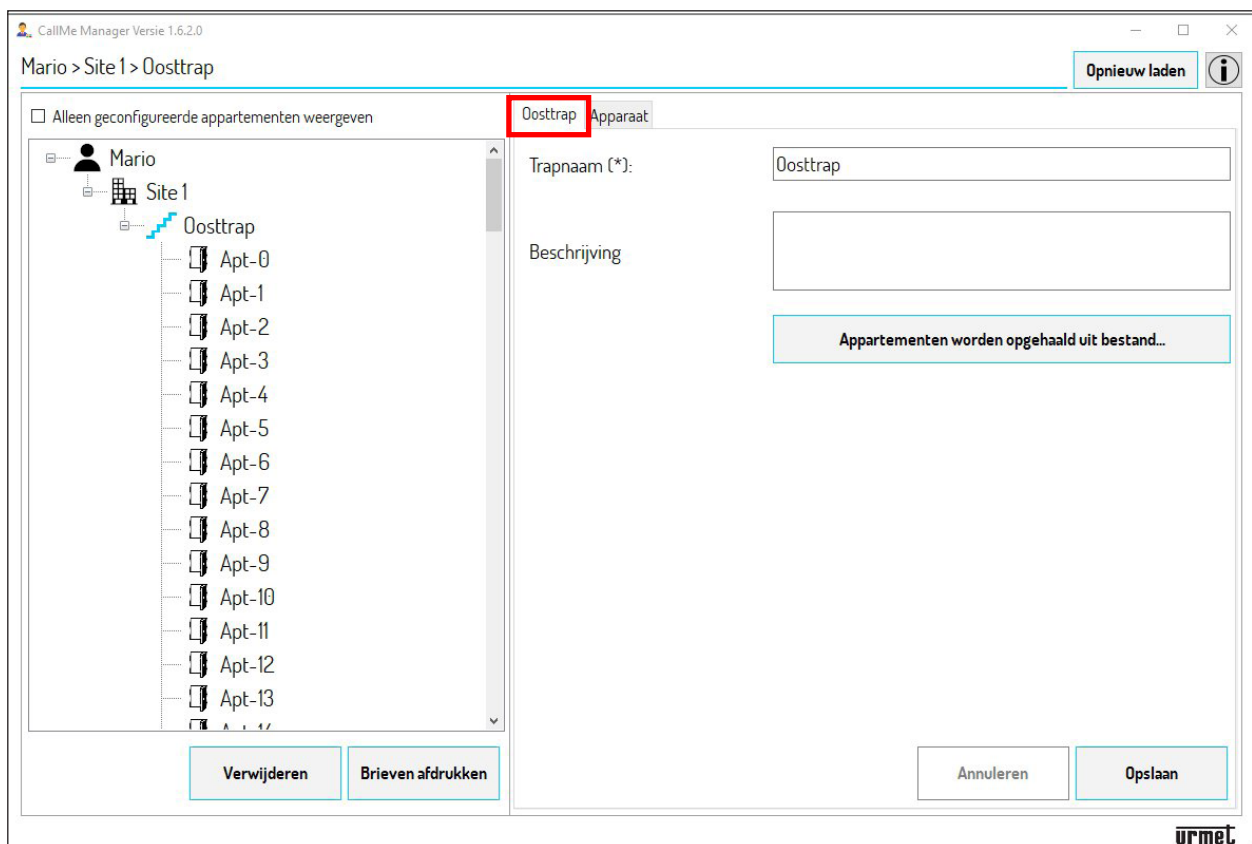 CallMe Manager Versie 1.6.2.0
Mario > Site 1 > Oosttrap
Opnieuw laden
Alleen geconfigureerde appartementen weergeven
Mario
Site 1
Oosttrap
Apt-0
Apt-1
Apt-2
Apt-3
Apt-4
Apt-5
Apt-6
Apt-7
Apt-8
Apt-9
Apt-10
Apt-11
Apt-12
Apt-13
Verwijderen
Brieven afdrukken
Oosttrap
Apparaat
Trapnaam (*):
Oosttrap
Beschrijving
Appartementen worden opgehaald uit bestand...
Annuleren
Opslaan
urmet